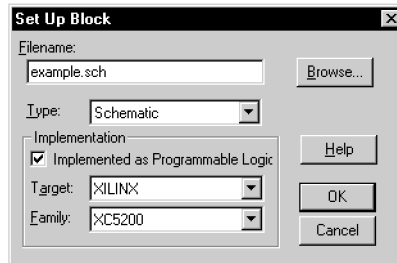 Set Up Block
Filename:
example.sch
Browse...
Type: Schematic
Implementation
Implemented as Programmable Logic
Help
Target: XILINX
OK
Family: XC5200
Cancel